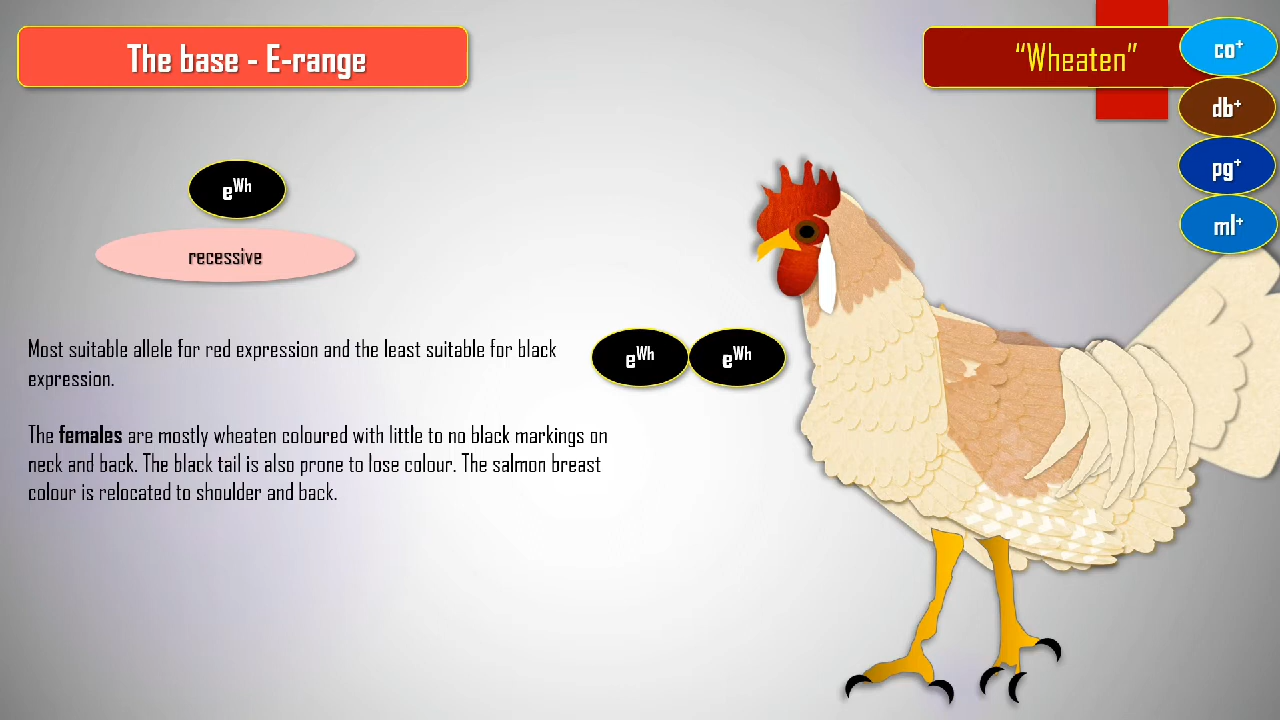 The base - E-range
“Wheaten”
co⁺
db⁺
pg⁺
ml⁺
eᵂʰ
recessive
Most suitable allele for red expression and the least suitable for black
expression.
eᵂʰ eᵂʰ
The females are mostly wheaten coloured with little to no black markings on
neck and back. The black tail is also prone to lose colour. The salmon breast
colour is relocated to shoulder and back.